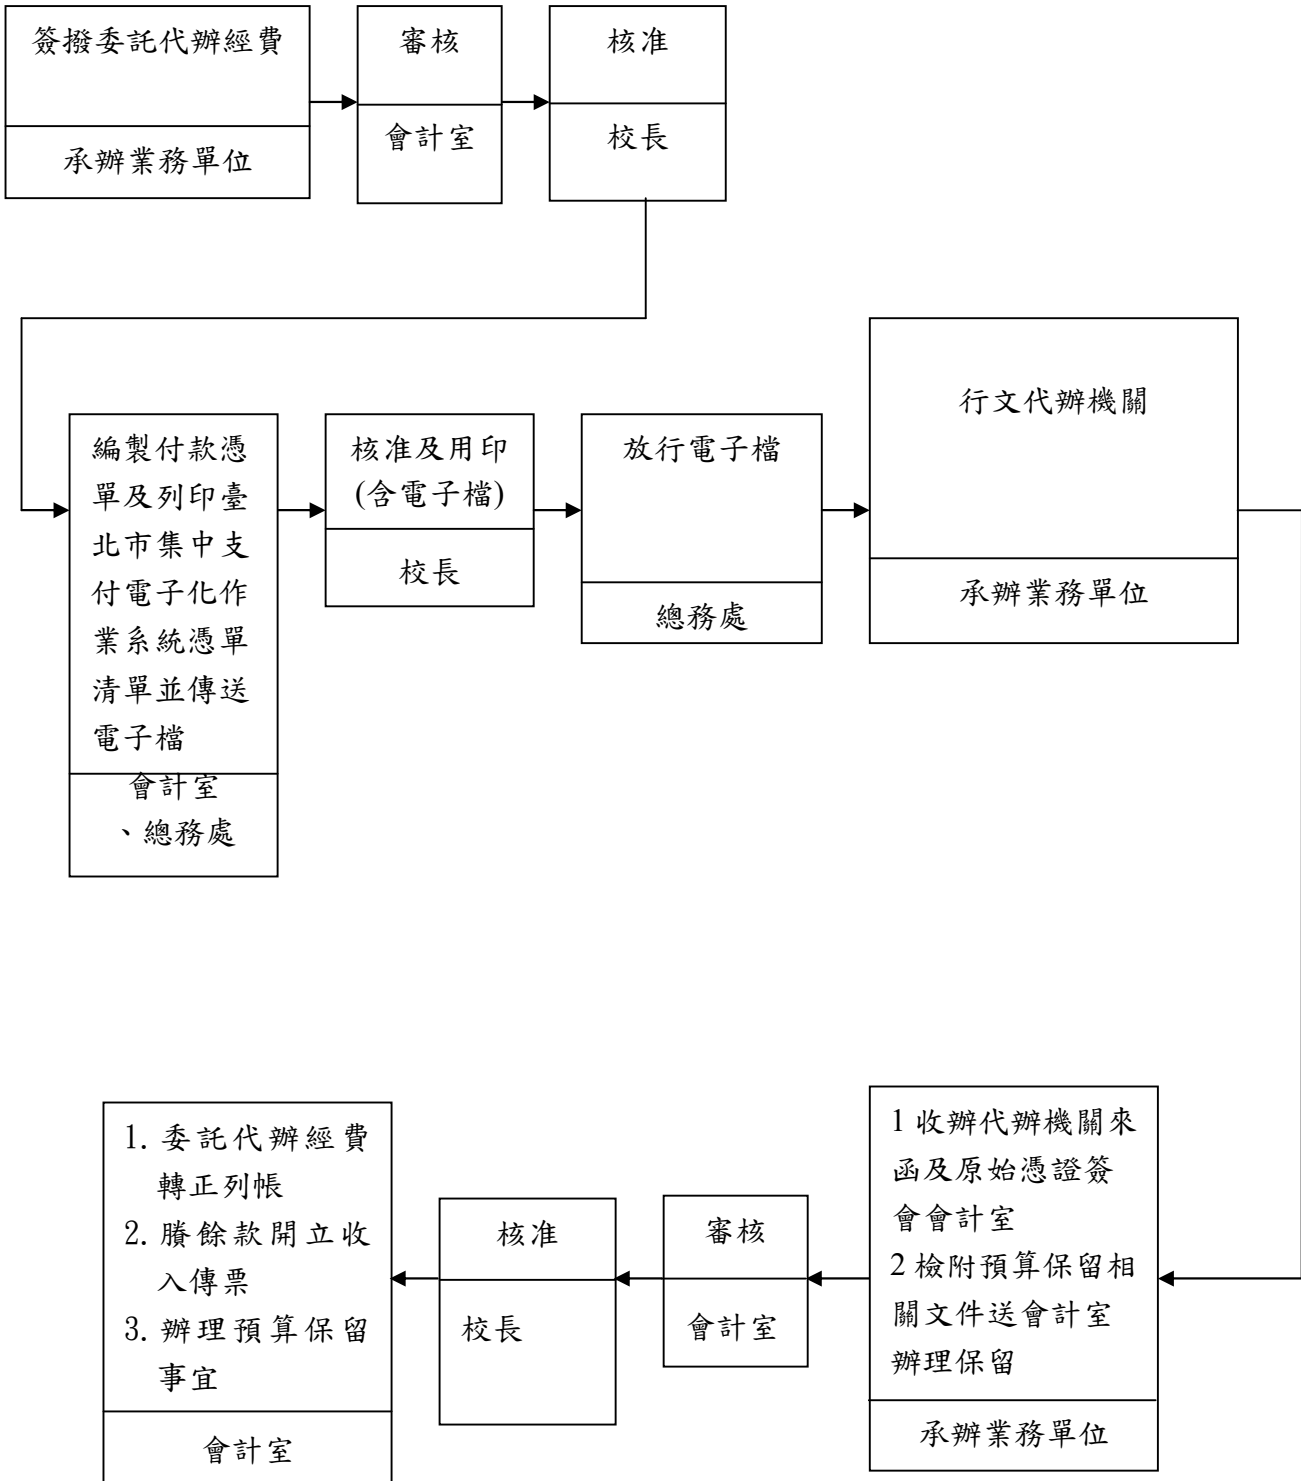 簽撥委託代辦經費
承辦業務單位
審核
會計室
核准
校長
編製付款憑
單及列印臺
北市集中支
付電子化作
業系統憑單
清單並傳送
電子檔
會計室
、總務處
核准及用印
(含電子檔)
校長
放行電子檔
總務處
行文代辦機關
承辦業務單位
1 收辦代辦機關來
函及原始憑證簽
會會計室
2 檢附預算保留相
關文件送會計室
辦理保留
承辦業務單位
審核
會計室
核准
校長
1. 委託代辦經費
轉正列帳
2. 賸餘款開立收
入傳票
3. 辦理預算保留
事宜
會計室